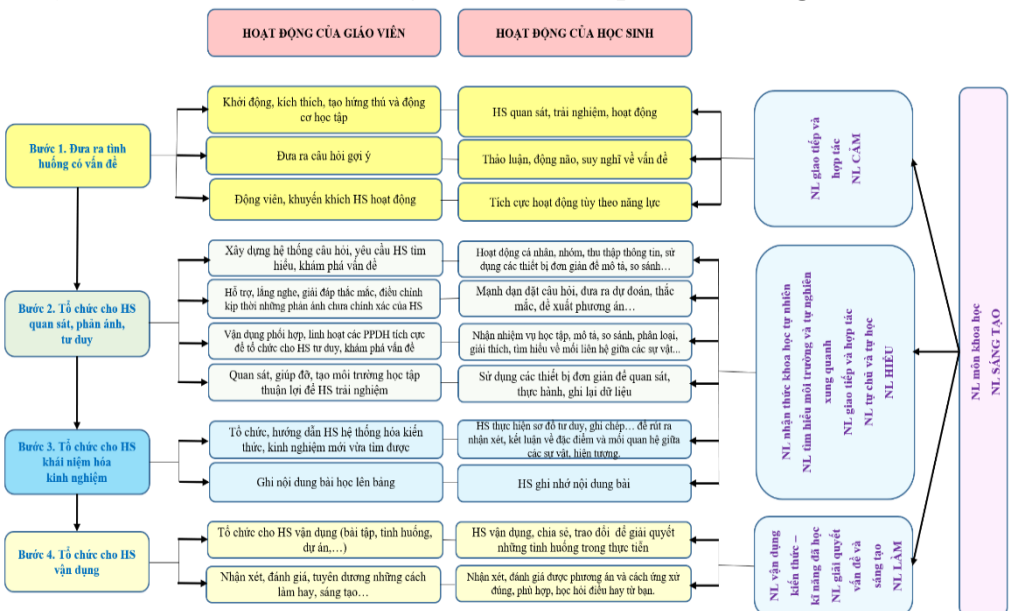 HOẠT ĐỘNG CỦA GIÁO VIÊN
HOẠT ĐỘNG CỦA HỌC SINH
Bước 1. Đưa ra tình
huống có vấn đề
Khởi động, kích thích, tạo hứng thú và động
cơ học tập
HS quan sát, trải nghiệm, hoạt động
Đưa ra câu hỏi gợi ý
Thảo luận, động não, suy nghĩ về vấn đề
Động viên, khuyến khích HS hoạt động
Tích cực hoạt động tùy theo năng lực
NL giao tiếp và
hợp tác
NL CẢM
Bước 2. Tổ chức cho HS
quan sát, phản ánh,
tư duy
Xây dựng hệ thống câu hỏi, yêu cầu HS tìm
hiểu, khám phá vấn đề
Hoạt động cá nhân, nhóm, thu thập thông tin, sử
dụng các thiết bị đơn giản để mô tả, so sánh…
Hỗ trợ, lắng nghe, giải đáp thắc mắc, điều chỉnh
kịp thời những phản ánh chưa chính xác của HS
Mạnh dạn đặt câu hỏi, đưa ra dự đoán, thắc
mắc, đề xuất phương án…
Vận dụng phối hợp, linh hoạt các PPDH tích cực
để tổ chức cho HS tư duy, khám phá vấn đề
Nhận nhiệm vụ học tập, mô tả, so sánh, phân loại,
giải thích, tìm hiểu về mối liên hệ giữa các sự vật...
Quan sát, giúp đỡ, tạo môi trường học tập
thuận lợi để HS trải nghiệm
Sử dụng các thiết bị đơn giản để quan sát,
thực hành, ghi lại dữ liệu
NL nhận thức khoa học tự nhiên
NL tìm hiểu môi trường và tự nghiên
xung quanh
NL giao tiếp và hợp tác
NL tự chủ và tự học
NL HIỂU
Bước 3. Tổ chức cho HS
khái niệm hóa
kinh nghiệm
Tổ chức, hướng dẫn HS hệ thống hóa kiến
thức, kinh nghiệm mới vừa tìm được
HS thực hiện sơ đồ tư duy, ghi chép… để rút ra
nhận xét, kết luận về đặc điểm và mối quan hệ giữa
các sự vật, hiện tượng.
Ghi nội dung bài học lên bảng
HS ghi nhớ nội dung bài
Bước 4. Tổ chức cho HS
vận dụng
Tổ chức cho HS vận dụng (bài tập, tình huống,
dự án,…)
HS vận dụng, chia sẻ, trao đổi để giải quyết
những tình huống trong thực tiễn
Nhận xét, đánh giá, tuyên dương những cách
làm hay, sáng tạo…
Nhận xét, đánh giá được phương án và cách ứng xử
đúng, phù hợp, học hỏi điều hay từ bạn.
NL vận dụng
kiến thức –
kĩ năng đã học
NL giải quyết
vấn đề và
sáng tạo
NL LÀM
NL môn khoa học
NL SÁNG TẠO